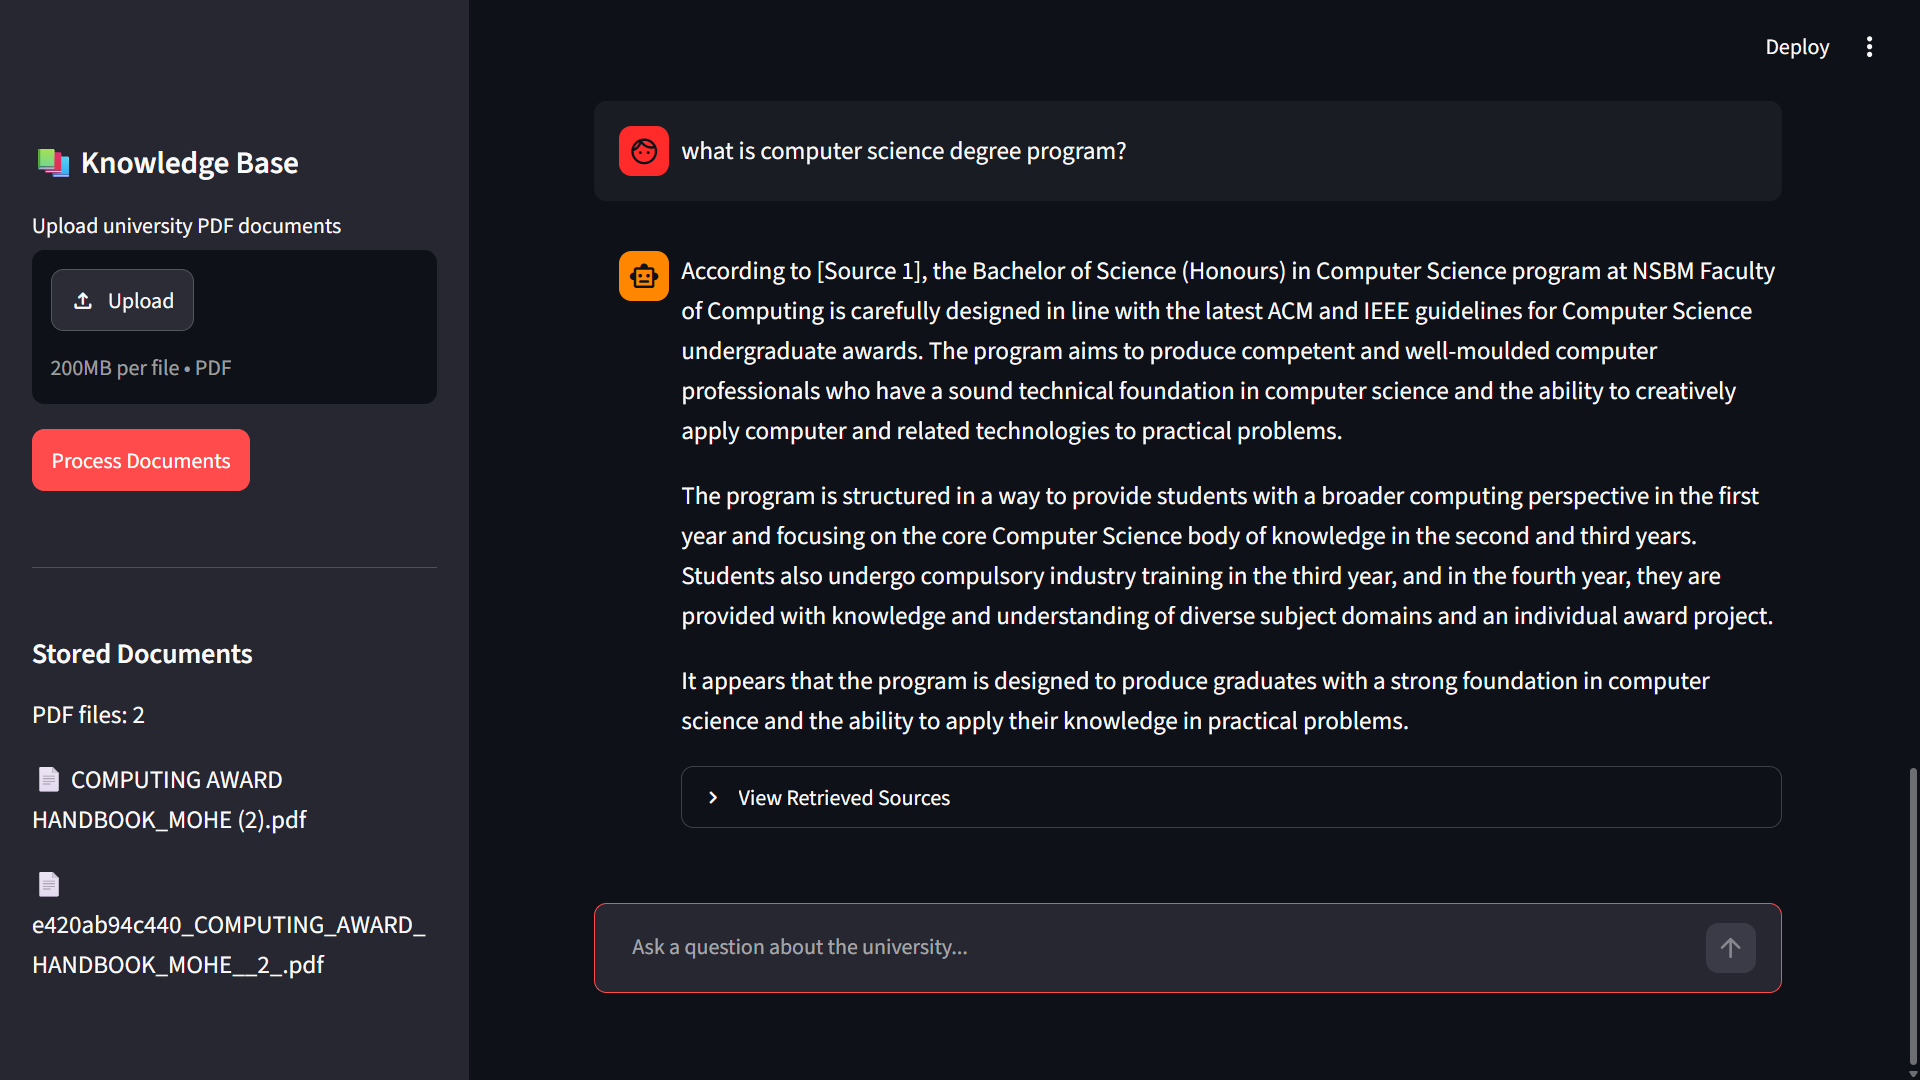 Knowledge Base
Upload university PDF documents
Upload
200MB per file • PDF
Process Documents
Stored Documents
PDF files: 2
COMPUTING AWARD
HANDBOOK_MOHE (2).pdf
e420ab94c440_COMPUTING_AWARD_
HANDBOOK_MOHE__2_.pdf
Deploy
what is computer science degree program?
According to [Source 1], the Bachelor of Science (Honours) in Computer Science program at NSBM Faculty
of Computing is carefully designed in line with the latest ACM and IEEE guidelines for Computer Science
undergraduate awards. The program aims to produce competent and well-moulded computer
professionals who have a sound technical foundation in computer science and the ability to creatively
apply computer and related technologies to practical problems.
The program is structured in a way to provide students with a broader computing perspective in the first
year and focusing on the core Computer Science body of knowledge in the second and third years.
Students also undergo compulsory industry training in the third year, and in the fourth year, they are
provided with knowledge and understanding of diverse subject domains and an individual award project.
It appears that the program is designed to produce graduates with a strong foundation in computer
science and the ability to apply their knowledge in practical problems.
View Retrieved Sources
Ask a question about the university...